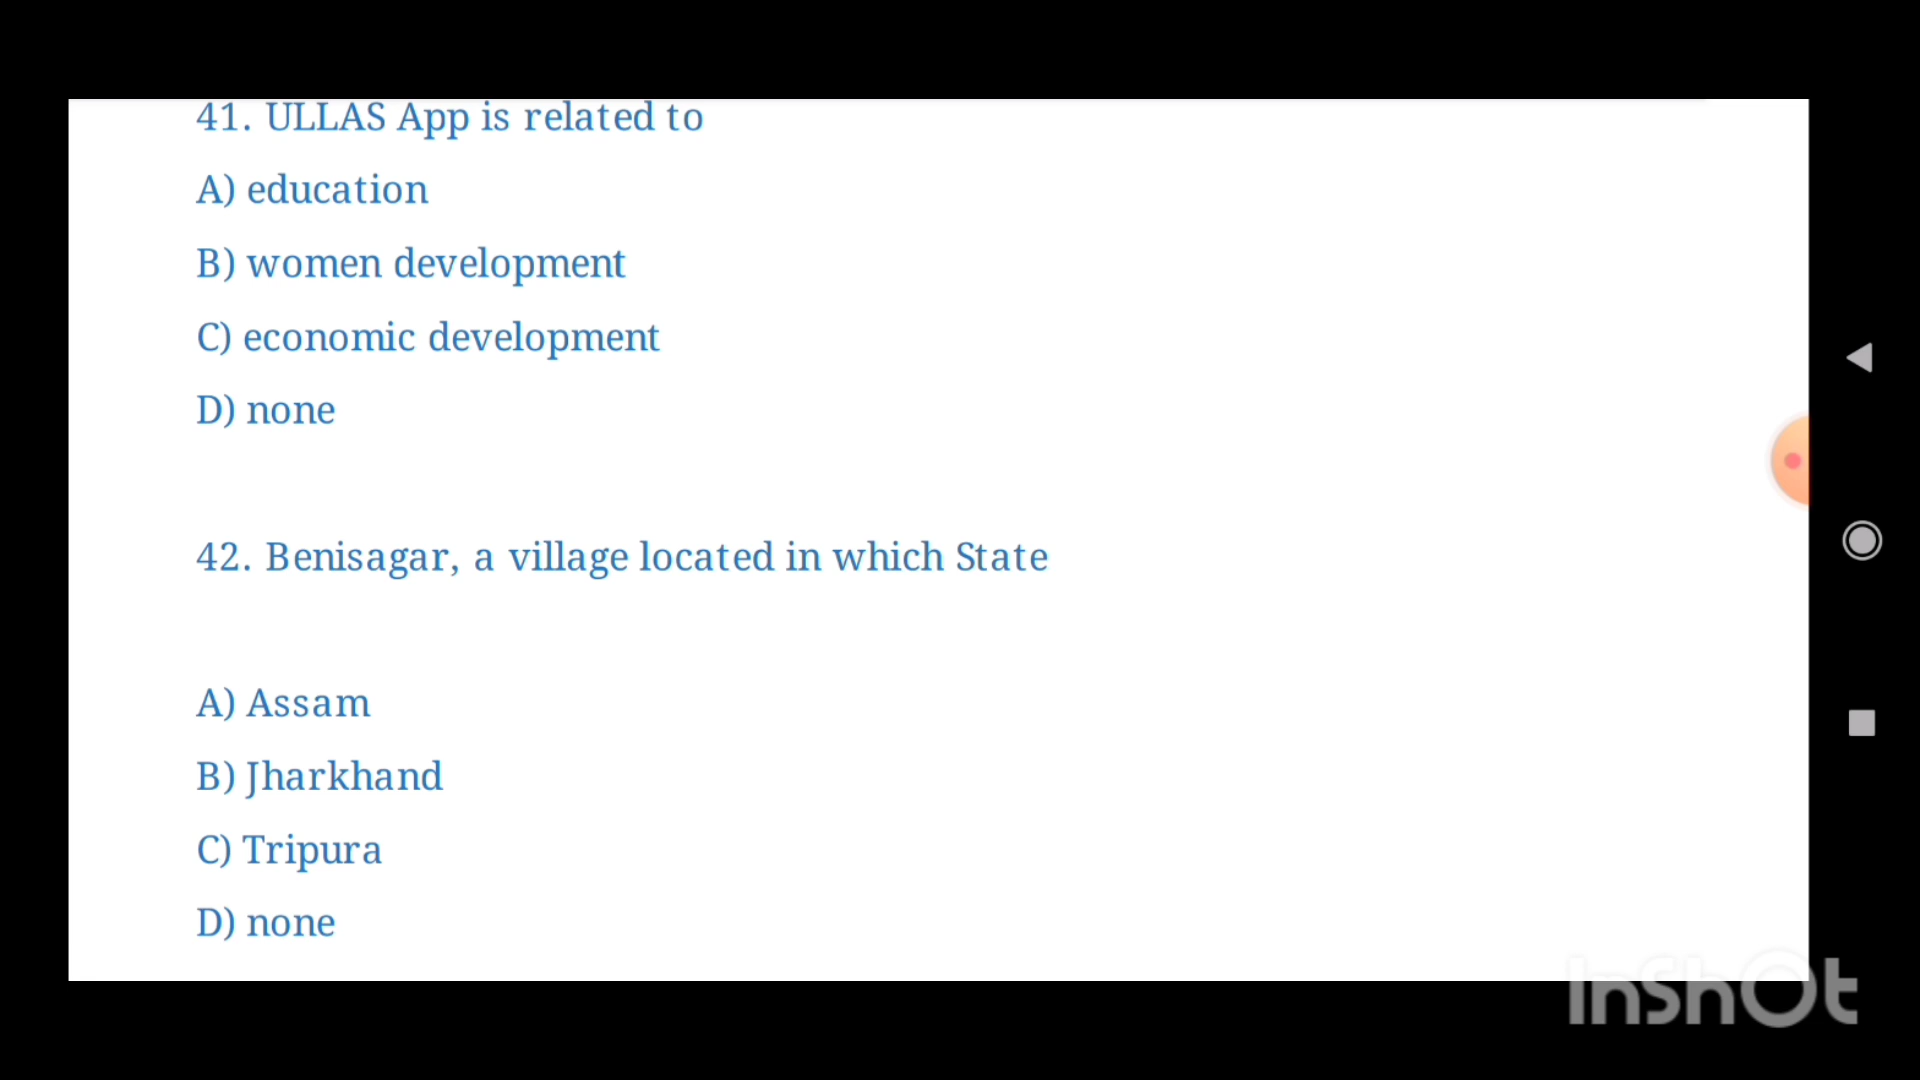 41. ULLAS App is related to
A) education
B) women development
C) economic development
D) none
42. Benisagar, a village located in which State
A) Assam
B) Jharkhand
C) Tripura
D) none
InShOt